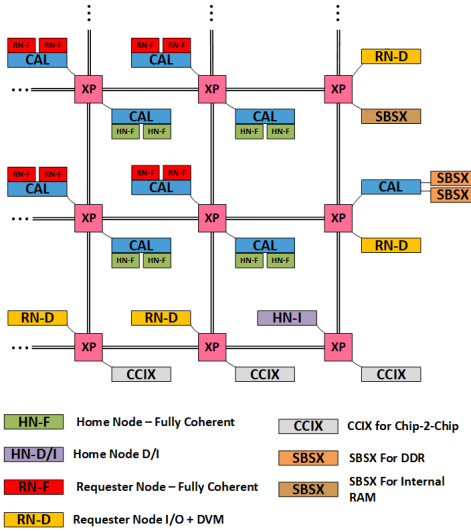 RN-F RN-F RN-F RN-F
CAL CAL RN-D
XP XP XP
CAL CAL SBSX
HN-F HN-F HN-F HN-F
RN-F RN-F RN-F RN-F
CAL CAL CAL SBSX
SBSX
XP XP XP
CAL CAL RN-D
HN-F HN-F HN-F HN-F
RN-D RN-D HN-I
XP XP XP
CCIX CCIX CCIX
HN-F Home Node – Fully Coherent
HN-D/I Home Node D/I
RN-F Requester Node – Fully Coherent
RN-D Requester Node I/O + DVM
CCIX CCIX for Chip-2-Chip
SBSX SBSX For DDR
SBSX SBSX For Internal
RAM